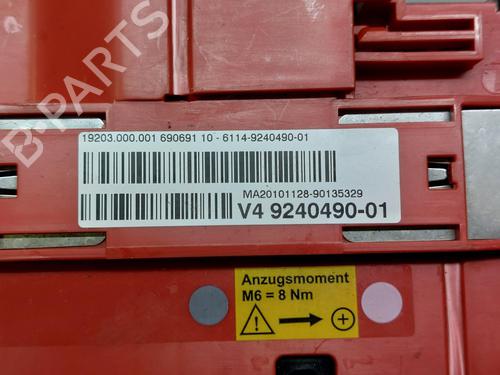 B-PARTS
19203.000.001 690691 10 - 6114-9240490-01
MA20101128-90135329
V4 9240490-01
Anzugsmoment
M6 = 8 Nm